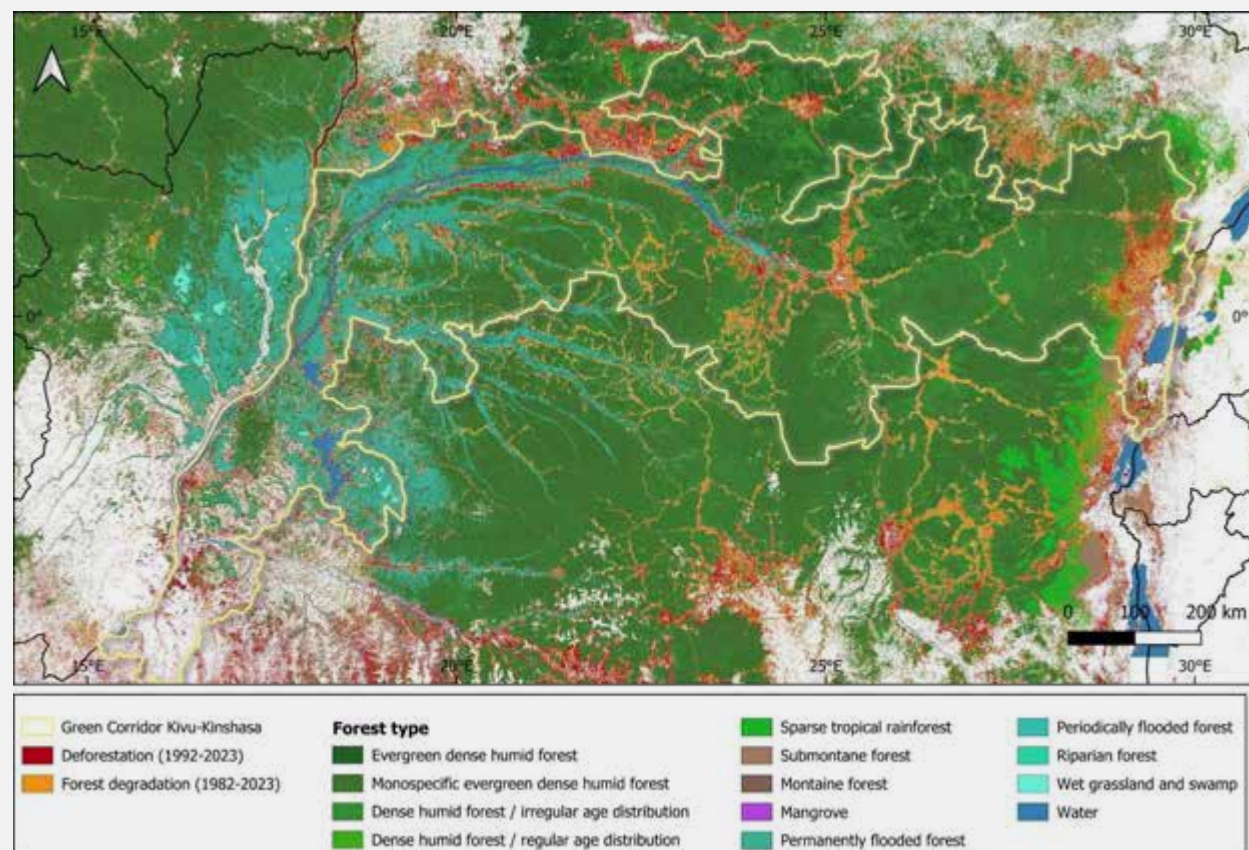 15°E 20°E 25°E 30°E
0° 0°
0 100 200 km
15°E 20°E 25°E 30°E
Green Corridor Kivu-Kinshasa
Deforestation (1992-2023)
Forest degradation (1982-2023)
Forest type
Evergreen dense humid forest
Monospecific evergreen dense humid forest
Dense humid forest / irregular age distribution
Dense humid forest / regular age distribution
Sparse tropical rainforest
Submontane forest
Montaine forest
Mangrove
Permanently flooded forest
Periodically flooded forest
Riparian forest
Wet grassland and swamp
Water